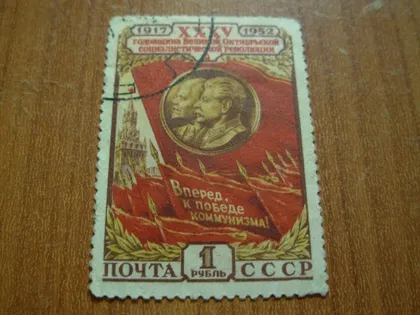 1917 XXXV 1952
ГОДОВЩИНА ВЕЛИКОЙ ОКТЯБРЬСКОЙ
СОЦИАЛИСТИЧЕСКОЙ РЕВОЛЮЦИИ
Вперед,
к победе
коммунизма!
ПОЧТА 1 РУБЛЬ СССР